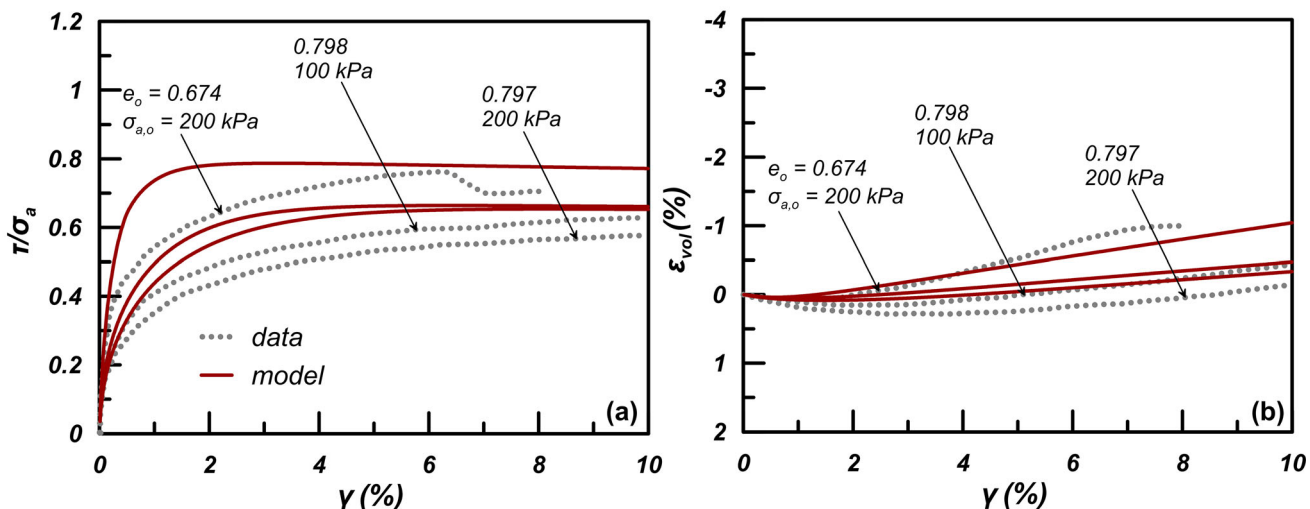 1.2
1
0.8
0.6
0.4
0.2
0
τ/σa
0 2 4 6 8 10
γ (%)
eo = 0.674
σa,o = 200 kPa
0.798
100 kPa
0.797
200 kPa
data
model
(a)
-4
-3
-2
-1
0
1
2
εvol(%)
0 2 4 6 8 10
γ (%)
eo = 0.674
σa,o = 200 kPa
0.798
100 kPa
0.797
200 kPa
(b)